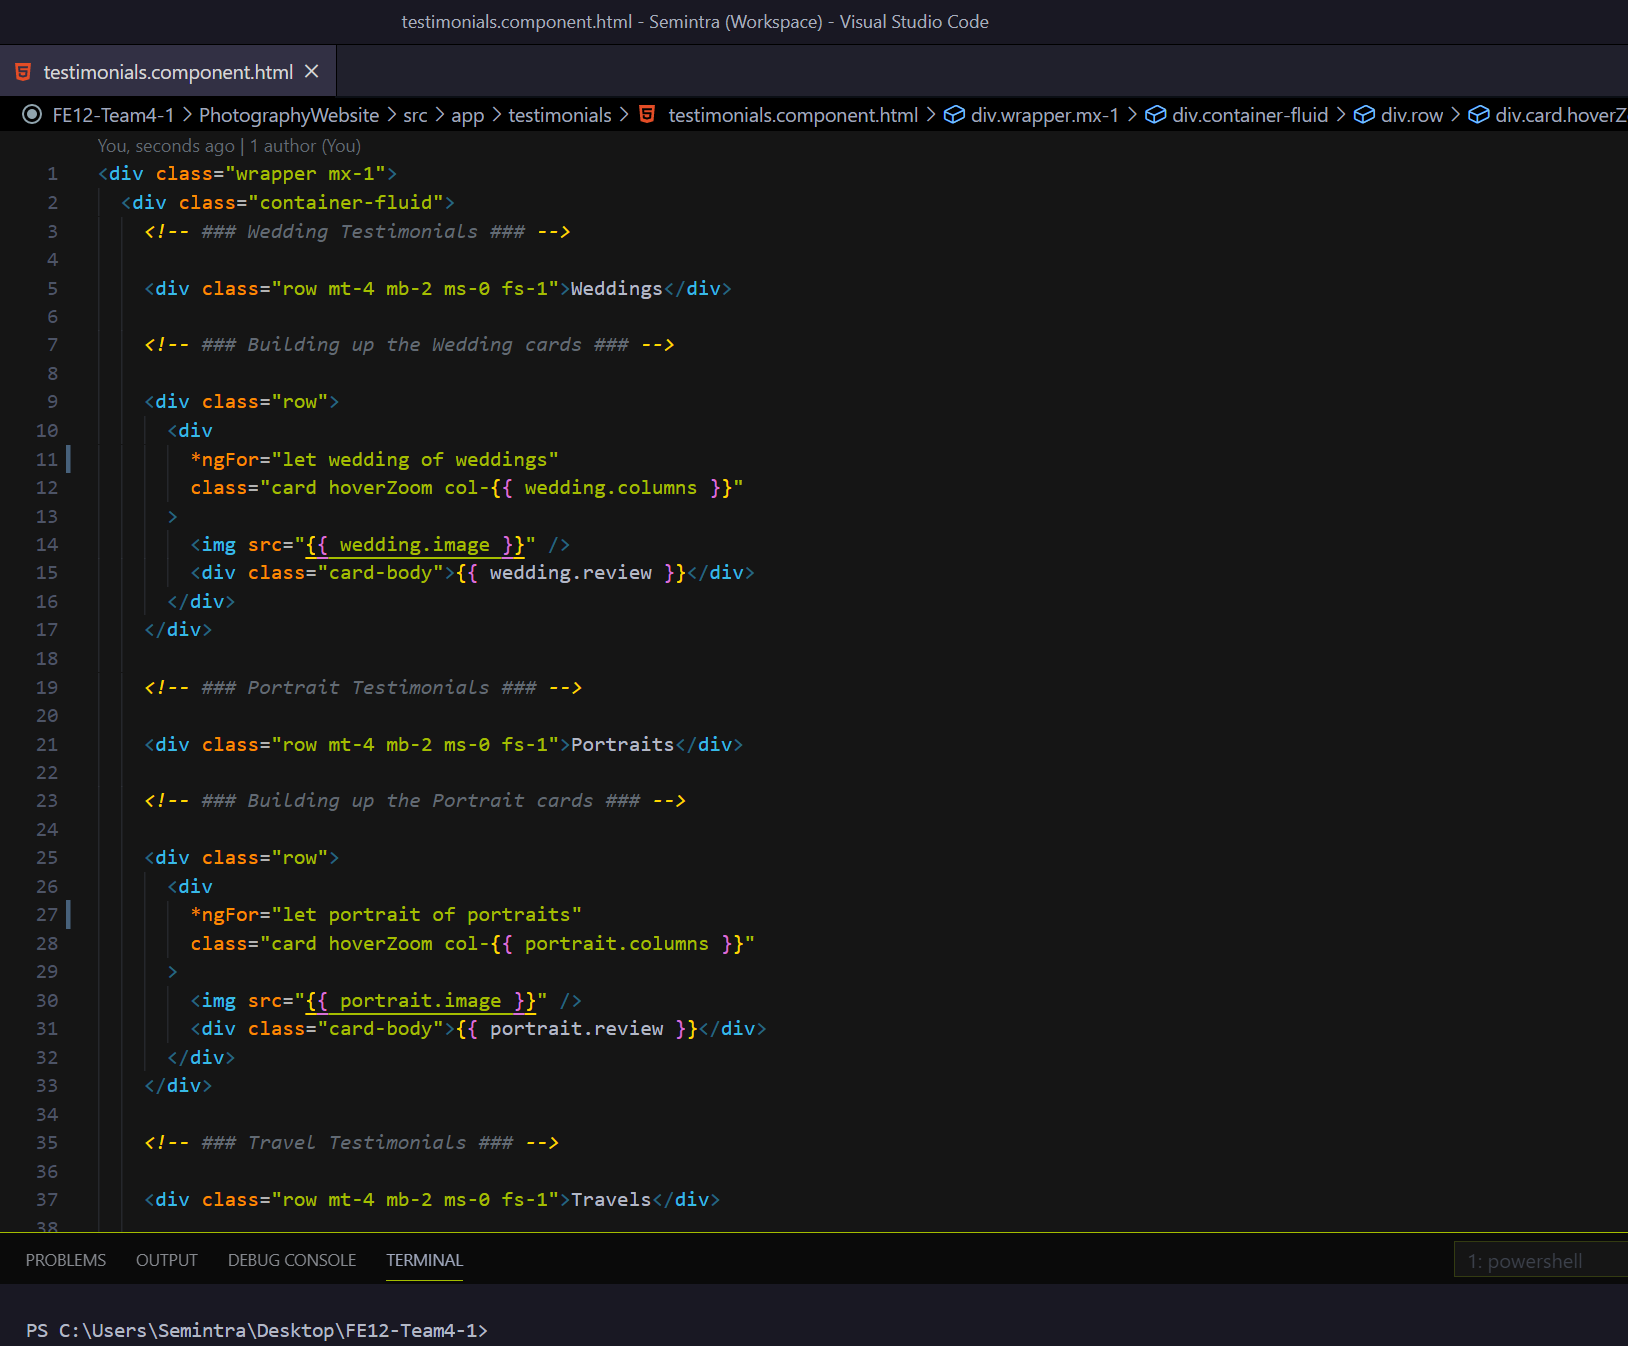 testimonials.component.html - Semintra (Workspace) - Visual Studio Code
testimonials.component.html
FE12-Team4-1 > PhotographyWebsite > src > app > testimonials > testimonials.component.html > div.wrapper.mx-1 > div.container-fluid > div.row > div.card.hoverZ
You, seconds ago | 1 author (You)
1 <div class="wrapper mx-1">
2 <div class="container-fluid">
3 <!-- ### Wedding Testimonials ### -->
4
5 <div class="row mt-4 mb-2 ms-0 fs-1">Weddings</div>
6
7 <!-- ### Building up the Wedding cards ### -->
8
9 <div class="row">
10 <div
11 *ngFor="let wedding of weddings"
12 class="card hoverZoom col-{{ wedding.columns }}"
13 >
14 <img src="{{ wedding.image }}" />
15 <div class="card-body">{{ wedding.review }}</div>
16 </div>
17 </div>
18
19 <!-- ### Portrait Testimonials ### -->
20
21 <div class="row mt-4 mb-2 ms-0 fs-1">Portraits</div>
22
23 <!-- ### Building up the Portrait cards ### -->
24
25 <div class="row">
26 <div
27 *ngFor="let portrait of portraits"
28 class="card hoverZoom col-{{ portrait.columns }}"
29 >
30 <img src="{{ portrait.image }}" />
31 <div class="card-body">{{ portrait.review }}</div>
32 </div>
33 </div>
34
35 <!-- ### Travel Testimonials ### -->
36
37 <div class="row mt-4 mb-2 ms-0 fs-1">Travels</div>
38
PROBLEMS OUTPUT DEBUG CONSOLE TERMINAL 1: powershell
PS C:\Users\Semintra\Desktop\FE12-Team4-1>